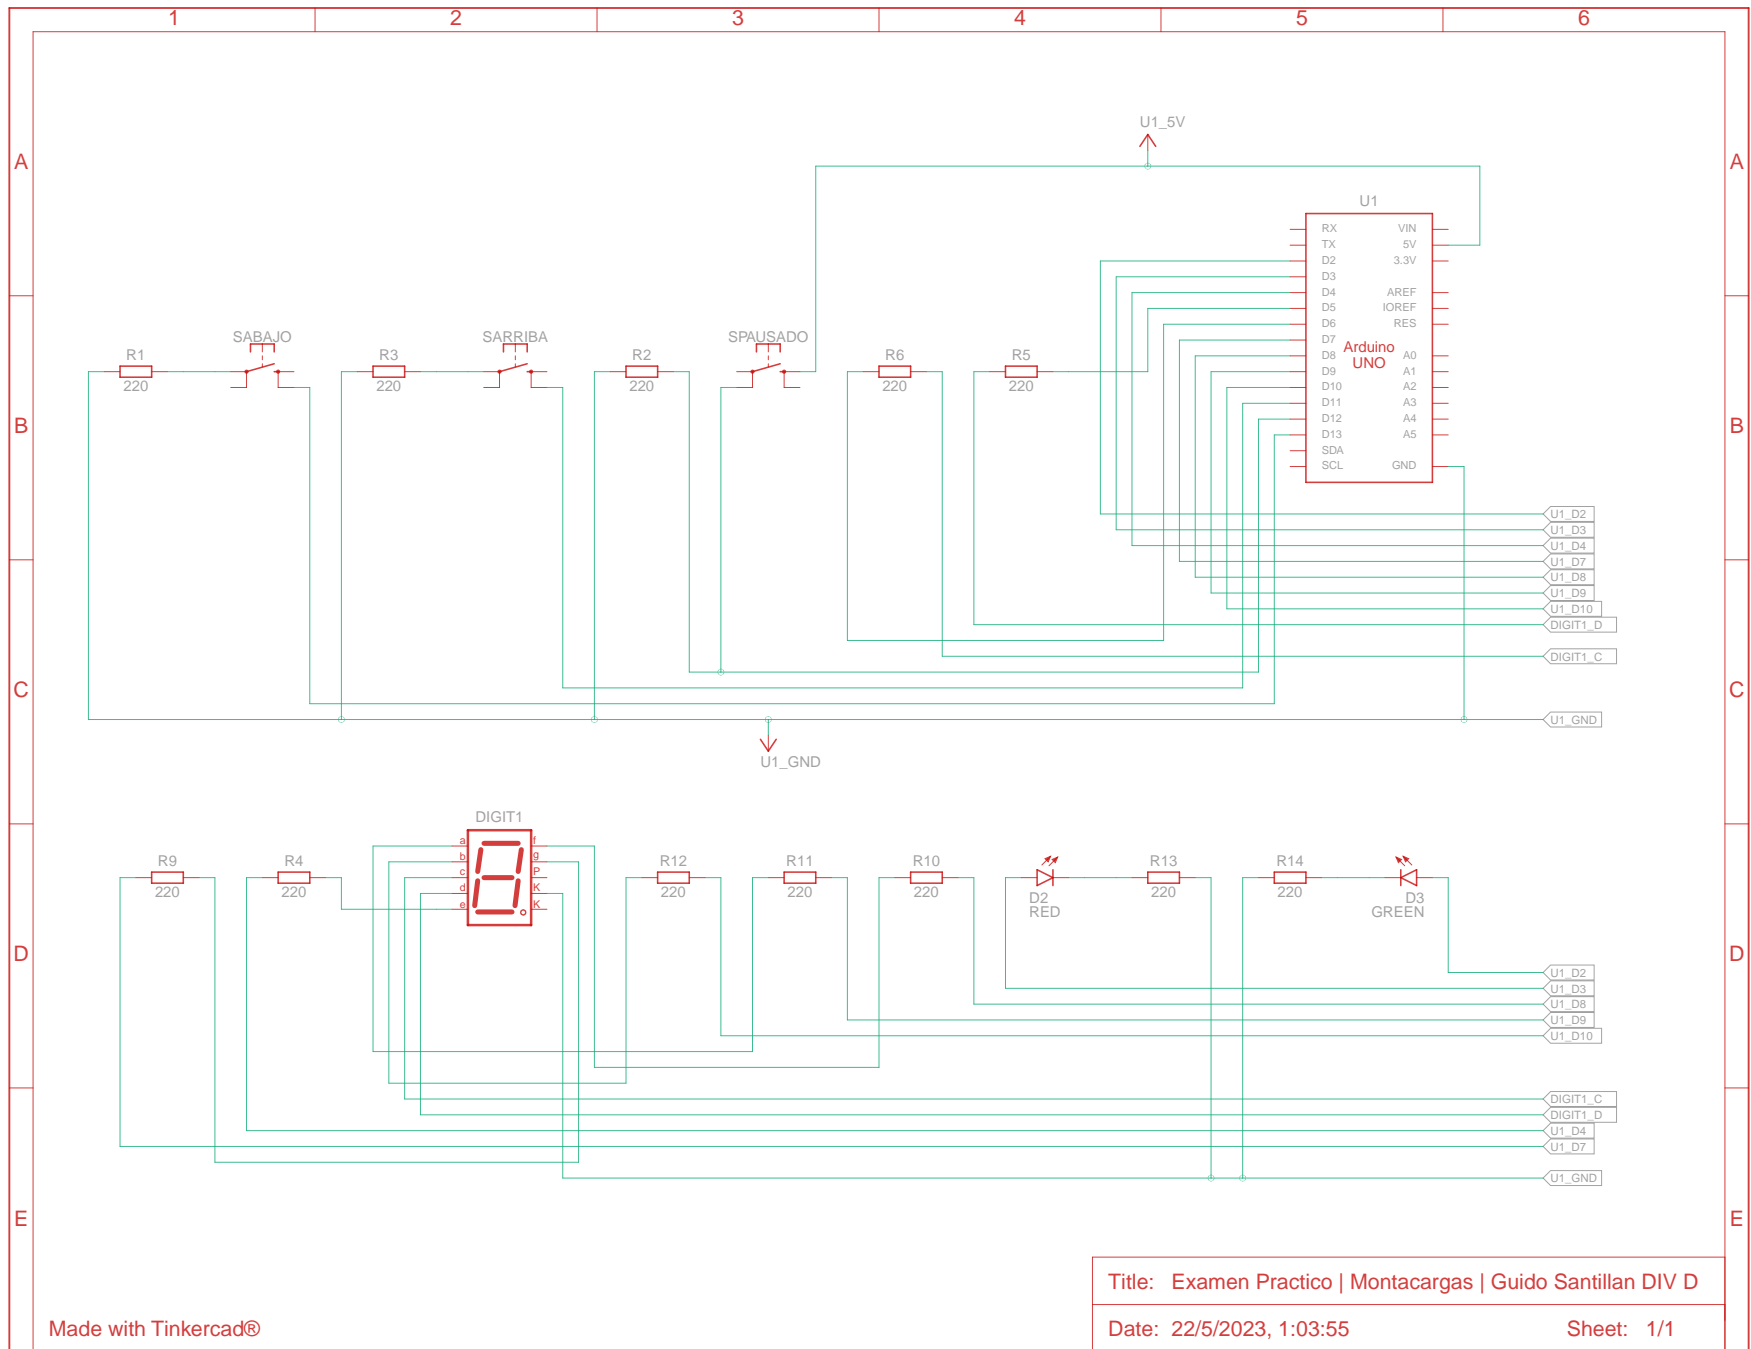 1 2 3 4 5 6
A A
B B
C C
D D
E E
U1_5V
U1
RX VIN
TX 5V
D2 3.3V
D3
D4 AREF
D5 IOREF
D6 RES
D7
D8 A0
D9 A1
D10 A2
D11 A3
D12 A4
D13 A5
SDA
SCL GND
Arduino
UNO
SABAJO SARRIBA SPAUSADO
R1 R3 R2 R6 R5
220 220 220 220 220
U1_D2
U1_D3
U1_D4
U1_D7
U1_D8
U1_D9
U1_D10
DIGIT1_D
DIGIT1_C
U1_GND
U1_GND
DIGIT1
a f
b g
c P
d K
e K
R9 R4 R12 R11 R10 R13 R14
220 220 220 220 220 220 220
D2 D3
RED GREEN
U1_D2
U1_D3
U1_D8
U1_D9
U1_D10
DIGIT1_C
DIGIT1_D
U1_D4
U1_D7
U1_GND
Title: Examen Practico | Montacargas | Guido Santillan DIV D
Made with Tinkercad®
Date: 22/5/2023, 1:03:55 Sheet: 1/1